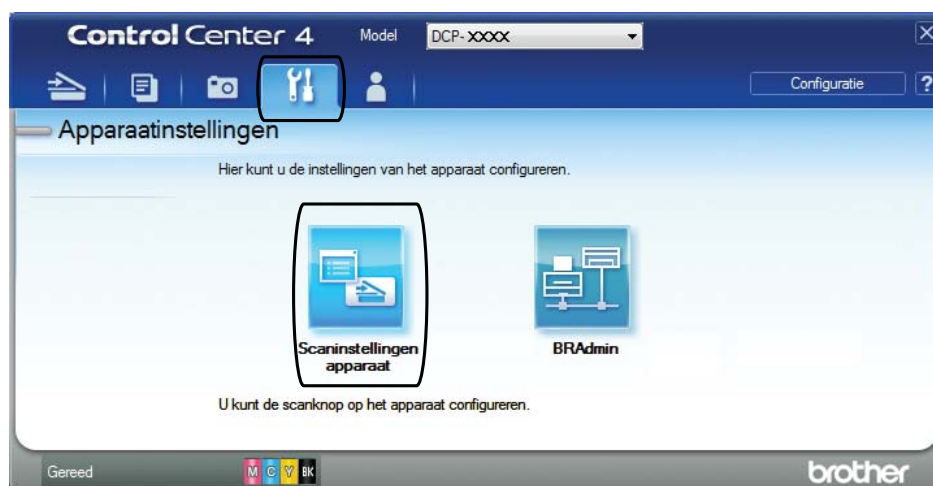 Control Center 4
Model
DCP-XXXX
Configuratie
?
Apparaatinstellingen
Hier kunt u de instellingen van het apparaat configureren.
Scaninstellingen
apparaat
BRAdmin
U kunt de scanknop op het apparaat configureren.
Gereed
M C Y BK
brother